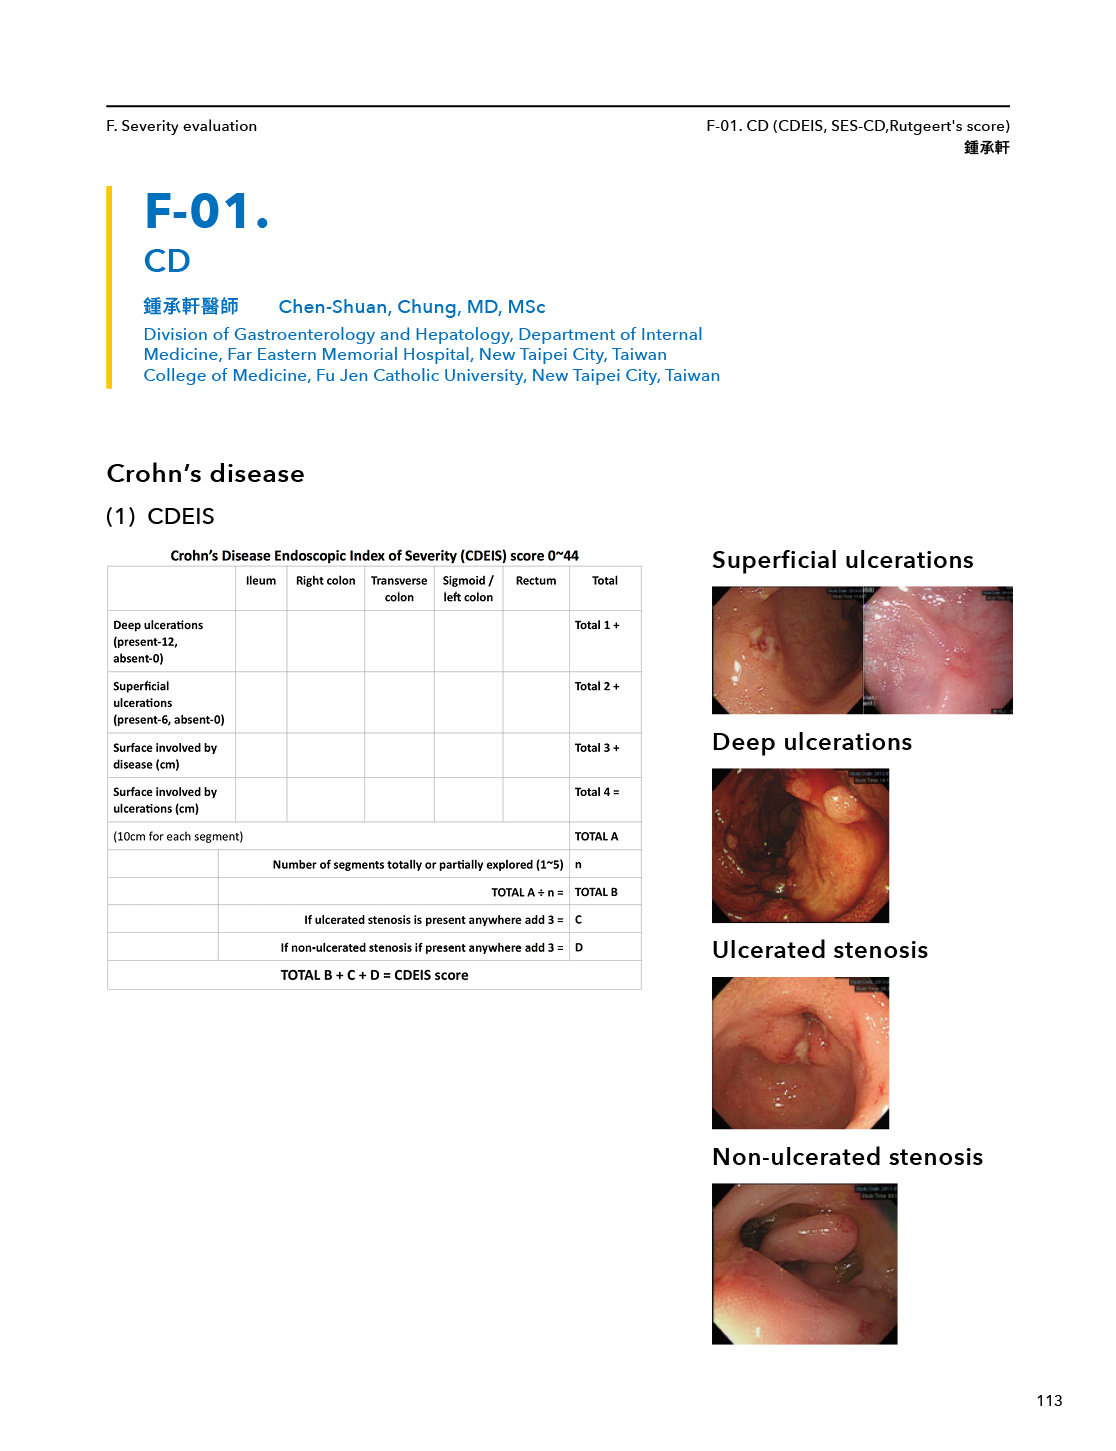 F. Severity evaluation
F-01. CD (CDEIS, SES-CD,Rutgeert's score)
鍾承軒
F-01.
CD
鍾承軒醫師 Chen-Shuan, Chung, MD, MSc
Division of Gastroenterology and Hepatology, Department of Internal
Medicine, Far Eastern Memorial Hospital, New Taipei City, Taiwan
College of Medicine, Fu Jen Catholic University, New Taipei City, Taiwan
Crohn‘s disease
(1) CDEIS
Crohn’s Disease Endoscopic Index of Severity (CDEIS) score 0~44
Ileum Right colon Transverse colon Sigmoid / left colon Rectum Total
Deep ulcerations
(present-12,
absent-0)
Total 1 +
Superficial
ulcerations
(present-6, absent-0)
Total 2 +
Surface involved by
disease (cm)
Total 3 +
Surface involved by
ulcerations (cm)
Total 4 =
(10cm for each segment) TOTAL A
Number of segments totally or partially explored (1~5) n
TOTAL A ÷ n = TOTAL B
If ulcerated stenosis is present anywhere add 3 = C
If non-ulcerated stenosis if present anywhere add 3 = D
TOTAL B + C + D = CDEIS score
Superficial ulcerations
Deep ulcerations
Ulcerated stenosis
Non-ulcerated stenosis
113